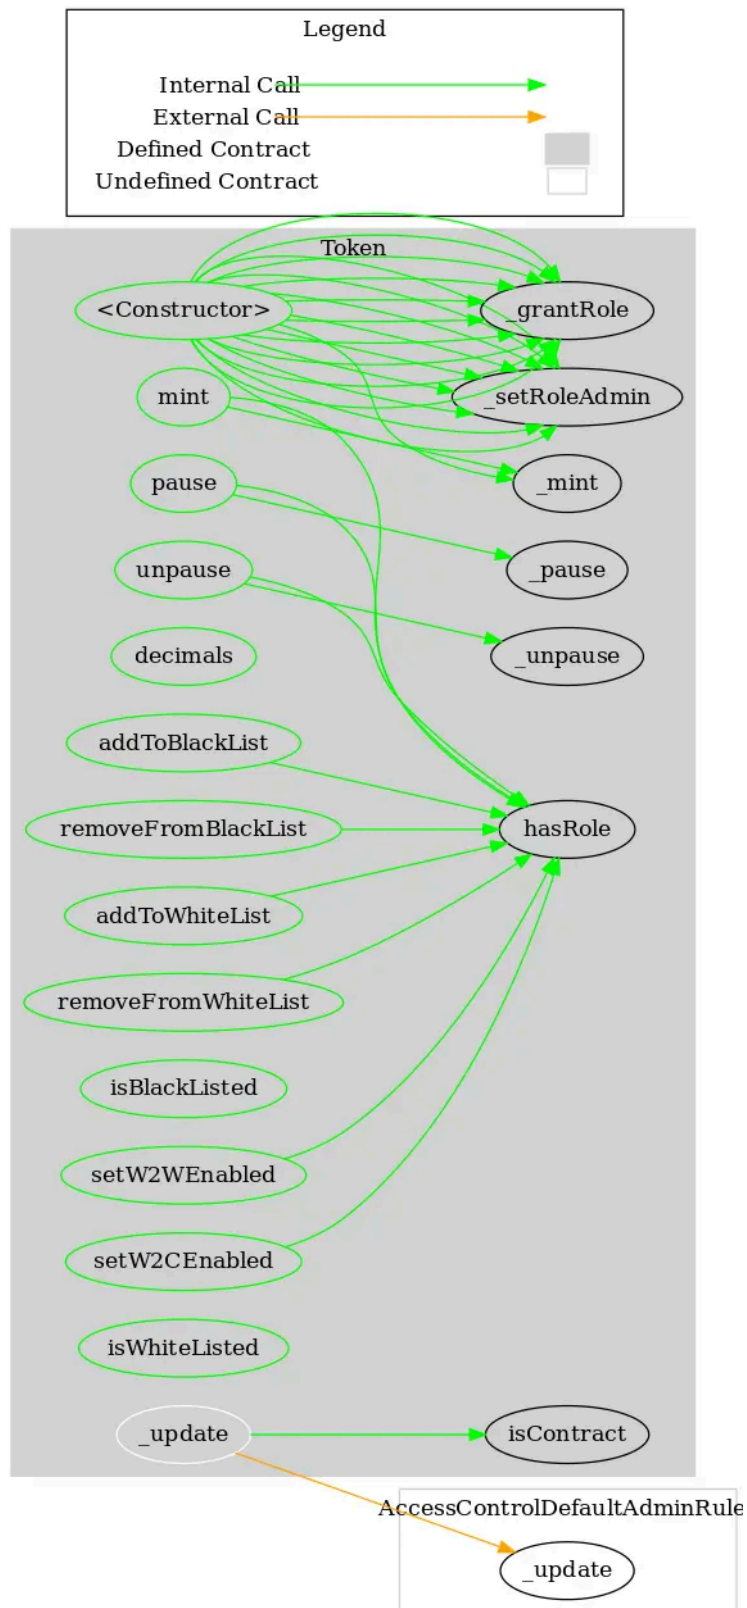 Legend
Internal Call
External Call
Defined Contract
Undefined Contract
Token
<Constructor>
_grantRole
mint
_setRoleAdmin
pause
_mint
unpause
_pause
decimals
_unpause
addToBlackList
removeFromBlackList
hasRole
addToWhiteList
removeFromWhiteList
isBlackListed
setW2WEnabled
setW2CEnabled
isWhiteListed
_update
isContract
AccessControlDefaultAdminRule
_update